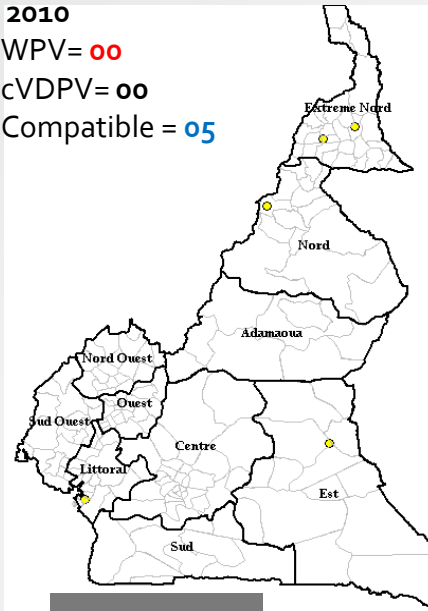 2010
WPV= 00
cVDPV= 00
Compatible = 05
Extreme Nord
Nord
Adamaoua
Nord Ouest
Ouest
Sud Ouest
Centre
Littoral
Est
Sud